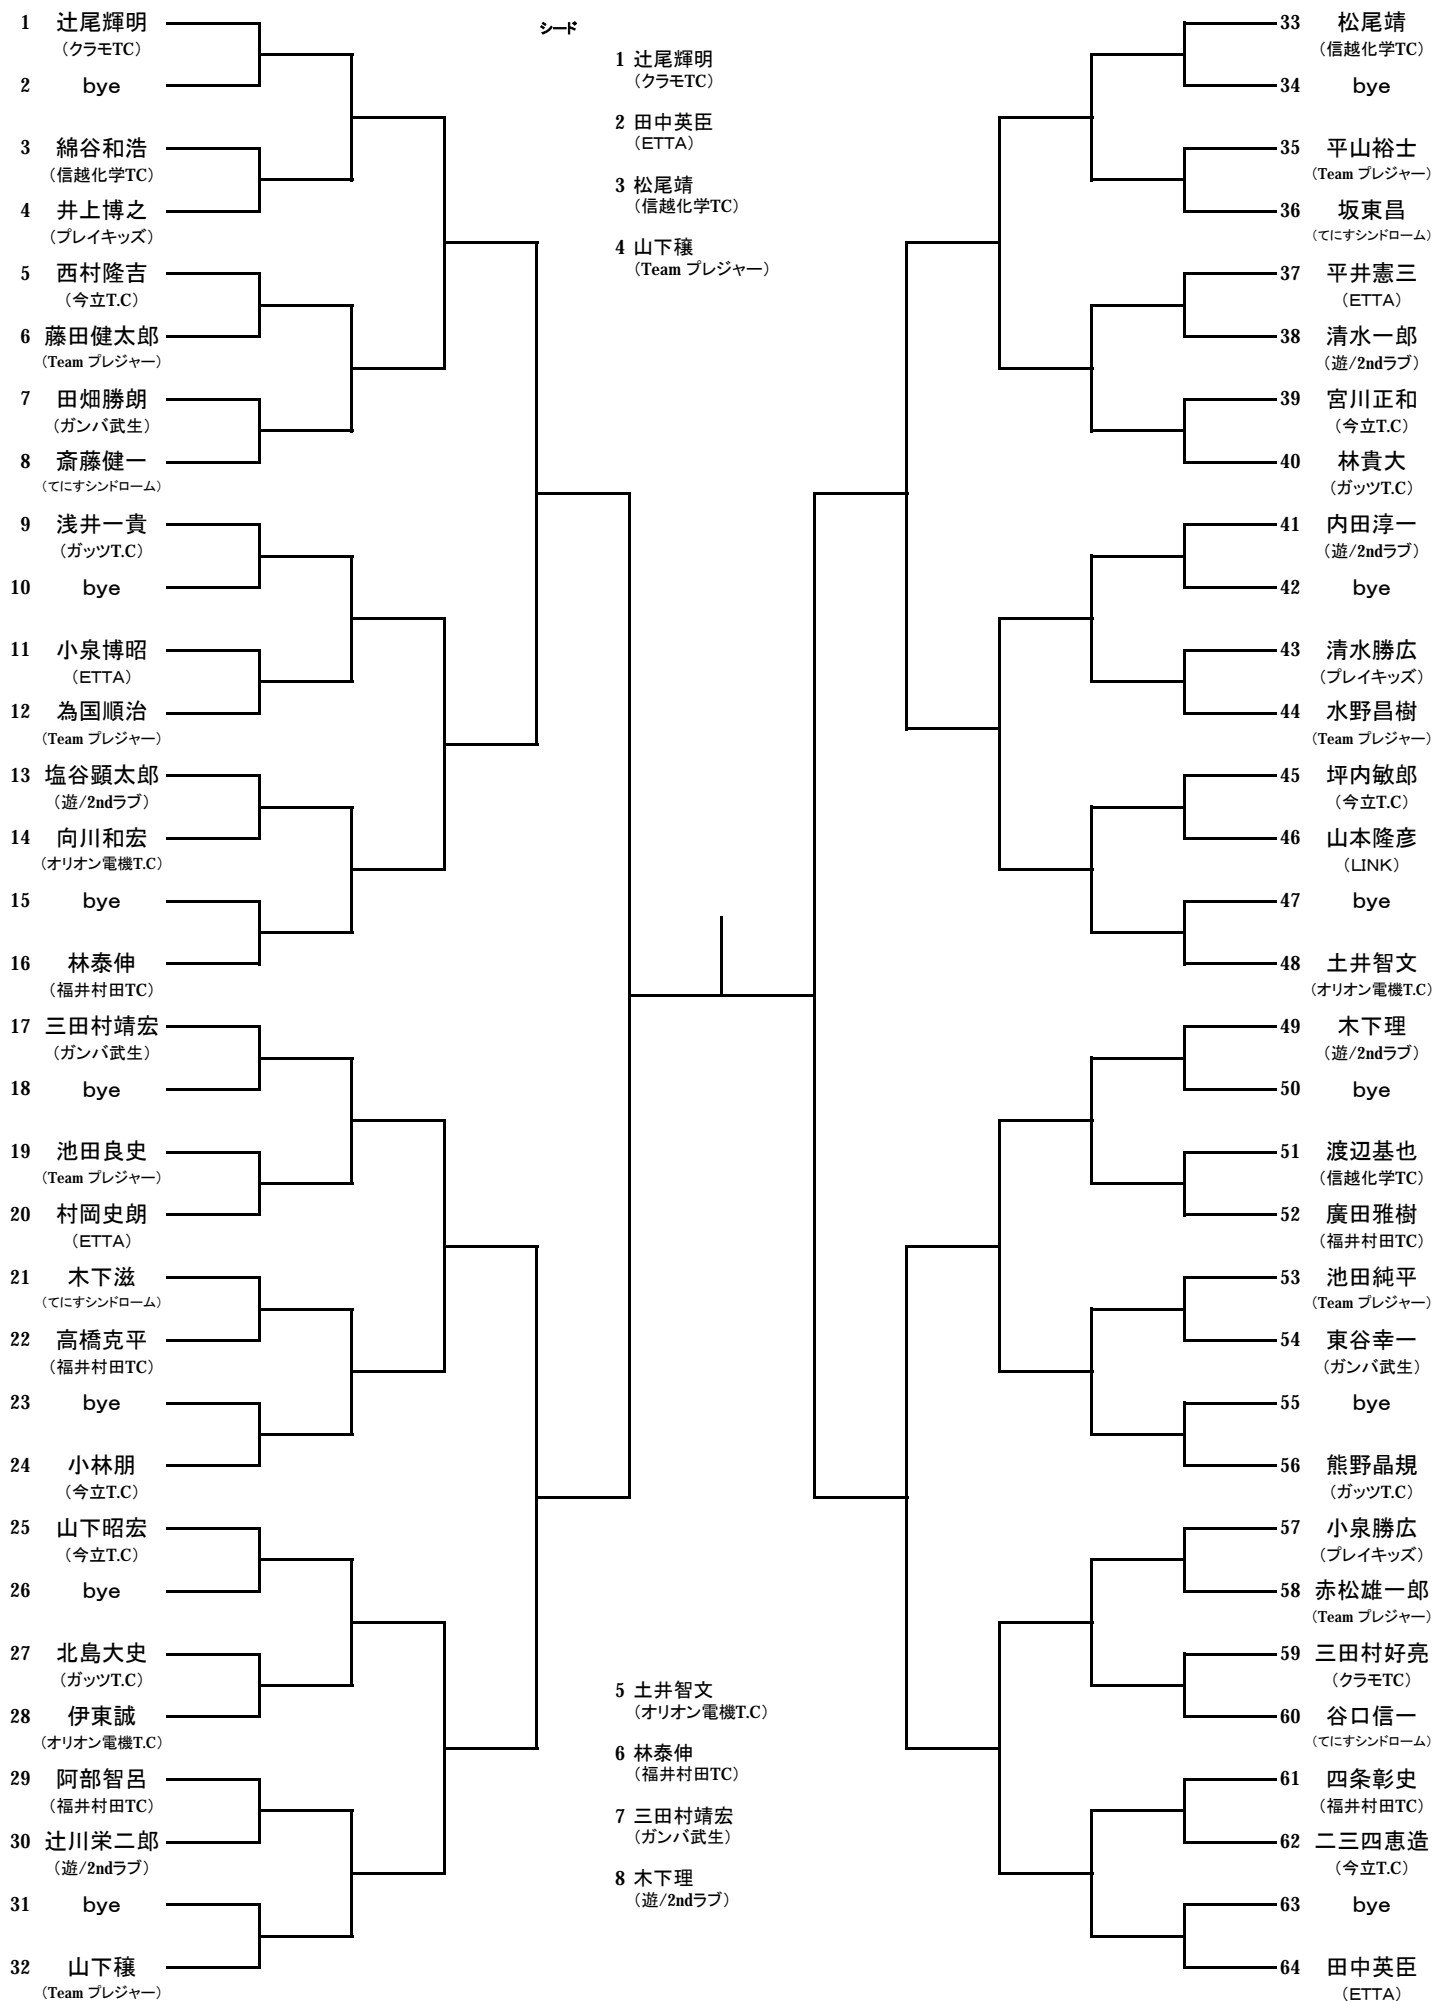 1 辻尾輝明
（クラモTC）
2 bye
3 綿谷和浩
（信越化学TC）
4 井上博之
（プレイキッズ）
5 西村隆吉
（今立T.C）
6 藤田健太郎
（Team プレジャー）
7 田畑勝朗
（ガンバ武生）
8 斎藤健一
（てにすシンドローム）
9 浅井一貴
（ガッツT.C）
10 bye
11 小泉博昭
（ETTA）
12 為国順治
（Team プレジャー）
13 塩谷顕太郎
（遊/2ndラブ）
14 向川和宏
（オリオン電機T.C）
15 bye
16 林泰伸
（福井村田TC）
17 三田村靖宏
（ガンバ武生）
18 bye
19 池田良史
（Team プレジャー）
20 村岡史朗
（ETTA）
21 木下滋
（てにすシンドローム）
22 高橋克平
（福井村田TC）
23 bye
24 小林朋
（今立T.C）
25 山下昭宏
（今立T.C）
26 bye
27 北島大史
（ガッツT.C）
28 伊東誠
（オリオン電機T.C）
29 阿部智呂
（福井村田TC）
30 辻川栄二郎
（遊/2ndラブ）
31 bye
32 山下穣
（Team プレジャー）
シード
1 辻尾輝明
（クラモTC）
2 田中英臣
（ETTA）
3 松尾靖
（信越化学TC）
4 山下穣
（Team プレジャー）
5 土井智文
（オリオン電機T.C）
6 林泰伸
（福井村田TC）
7 三田村靖宏
（ガンバ武生）
8 木下理
（遊/2ndラブ）
33 松尾靖
（信越化学TC）
34 bye
35 平山裕士
（Team プレジャー）
36 坂東昌
（てにすシンドローム）
37 平井憲三
（ETTA）
38 清水一郎
（遊/2ndラブ）
39 宮川正和
（今立T.C）
40 林貴大
（ガッツT.C）
41 内田淳一
（遊/2ndラブ）
42 bye
43 清水勝広
（プレイキッズ）
44 水野昌樹
（Team プレジャー）
45 坪内敏郎
（今立T.C）
46 山本隆彦
（LINK）
47 bye
48 土井智文
（オリオン電機T.C）
49 木下理
（遊/2ndラブ）
50 bye
51 渡辺基也
（信越化学TC）
52 廣田雅樹
（福井村田TC）
53 池田純平
（Team プレジャー）
54 東谷幸一
（ガンバ武生）
55 bye
56 熊野晶規
（ガッツT.C）
57 小泉勝広
（プレイキッズ）
58 赤松雄一郎
（Team プレジャー）
59 三田村好亮
（クラモTC）
60 谷口信一
（てにすシンドローム）
61 四条彰史
（福井村田TC）
62 二三四恵造
（今立T.C）
63 bye
64 田中英臣
（ETTA）